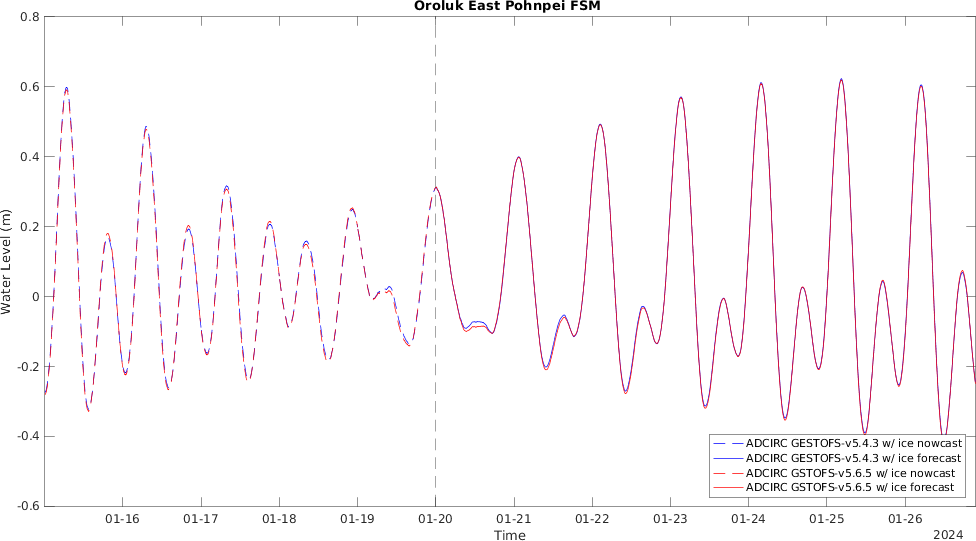 Oroluk East Pohnpei FSM
0.8
0.6
0.4
0.2
0
-0.2
-0.4
-0.6
Water Level (m)
ADCIRC GESTOFS-v5.4.3 w/ ice nowcast
ADCIRC GESTOFS-v5.4.3 w/ ice forecast
ADCIRC GSTOFS-v5.6.5 w/ ice nowcast
ADCIRC GSTOFS-v5.6.5 w/ ice forecast
01-16 01-17 01-18 01-19 01-20 01-21 01-22 01-23 01-24 01-25 01-26
Time
2024